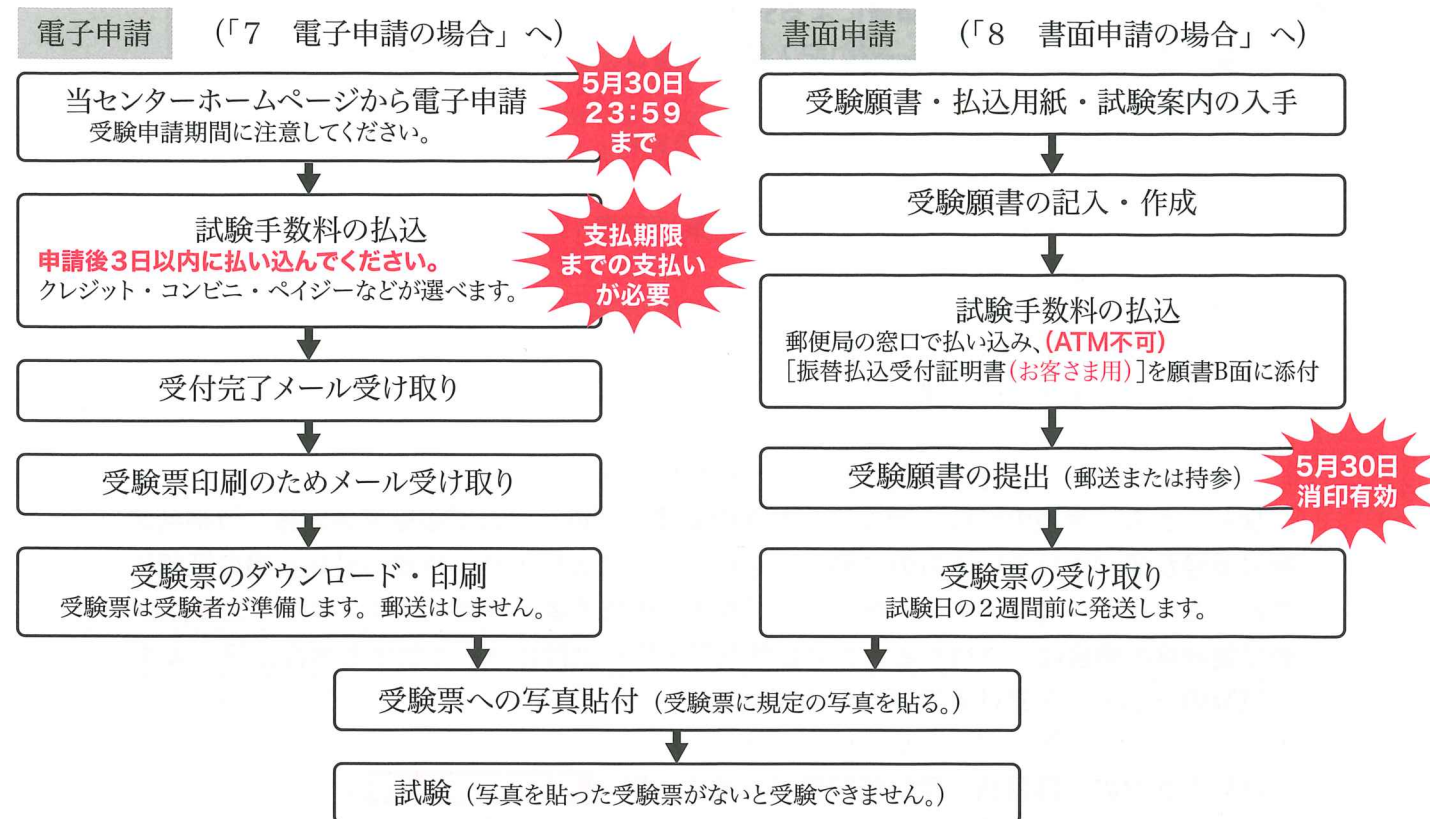 電子申請 (「7 電子申請の場合」へ)
当センターホームページから電子申請
受験申請期間に注意してください。
5月30日
23:59
まで
試験手数料の払込
申請後3日以内に払い込んでください。
クレジット・コンビニ・ペイジーなどが選べます。
支払期限
までの支払い
が必要
受付完了メール受け取り
受験票印刷のためメール受け取り
受験票のダウンロード・印刷
受験票は受験者が準備します。郵送はしません。
書面申請 (「8 書面申請の場合」へ)
受験願書・払込用紙・試験案内の入手
受験願書の記入・作成
試験手数料の払込
郵便局の窓口で払い込み、(ATM不可)
[振替払込受付証明書(お客さま用)]を願書B面に添付
受験願書の提出(郵送または持参)
5月30日
消印有効
受験票の受け取り
試験日の2週間前に発送します。
受験票への写真貼付(受験票に規定の写真を貼る。)
試験(写真を貼った受験票がないと受験できません。)